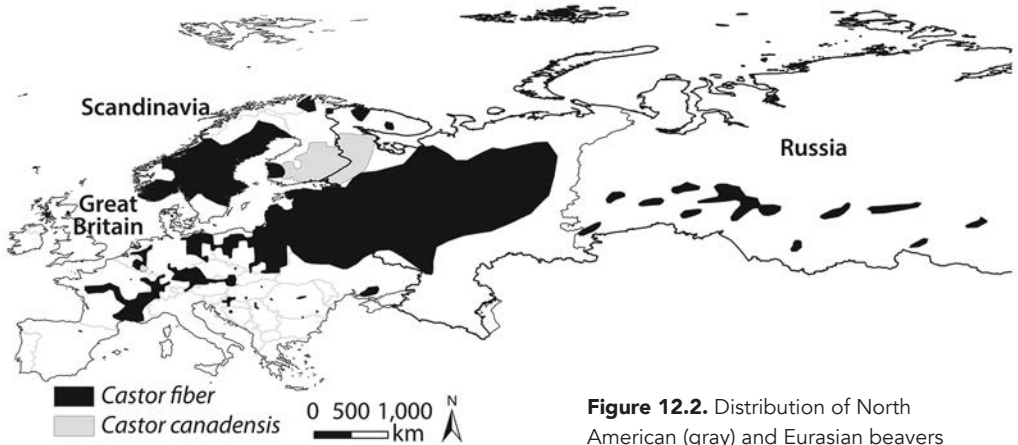 Scandinavia
Russia
Great
Britain
Castor fiber
Castor canadensis
0 500 1,000
km
N
Figure 12.2. Distribution of North
American (gray) and Eurasian beavers